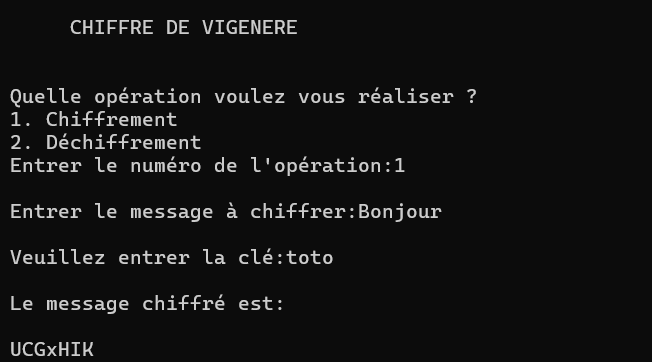 CHIFFRE DE VIGENERE
Quelle opération voulez vous réaliser ?
1. Chiffrement
2. Déchiffrement
Entrer le numéro de l'opération:1
Entrer le message à chiffrer:Bonjour
Veuillez entrer la clé:toto
Le message chiffré est:
UCGxHIK